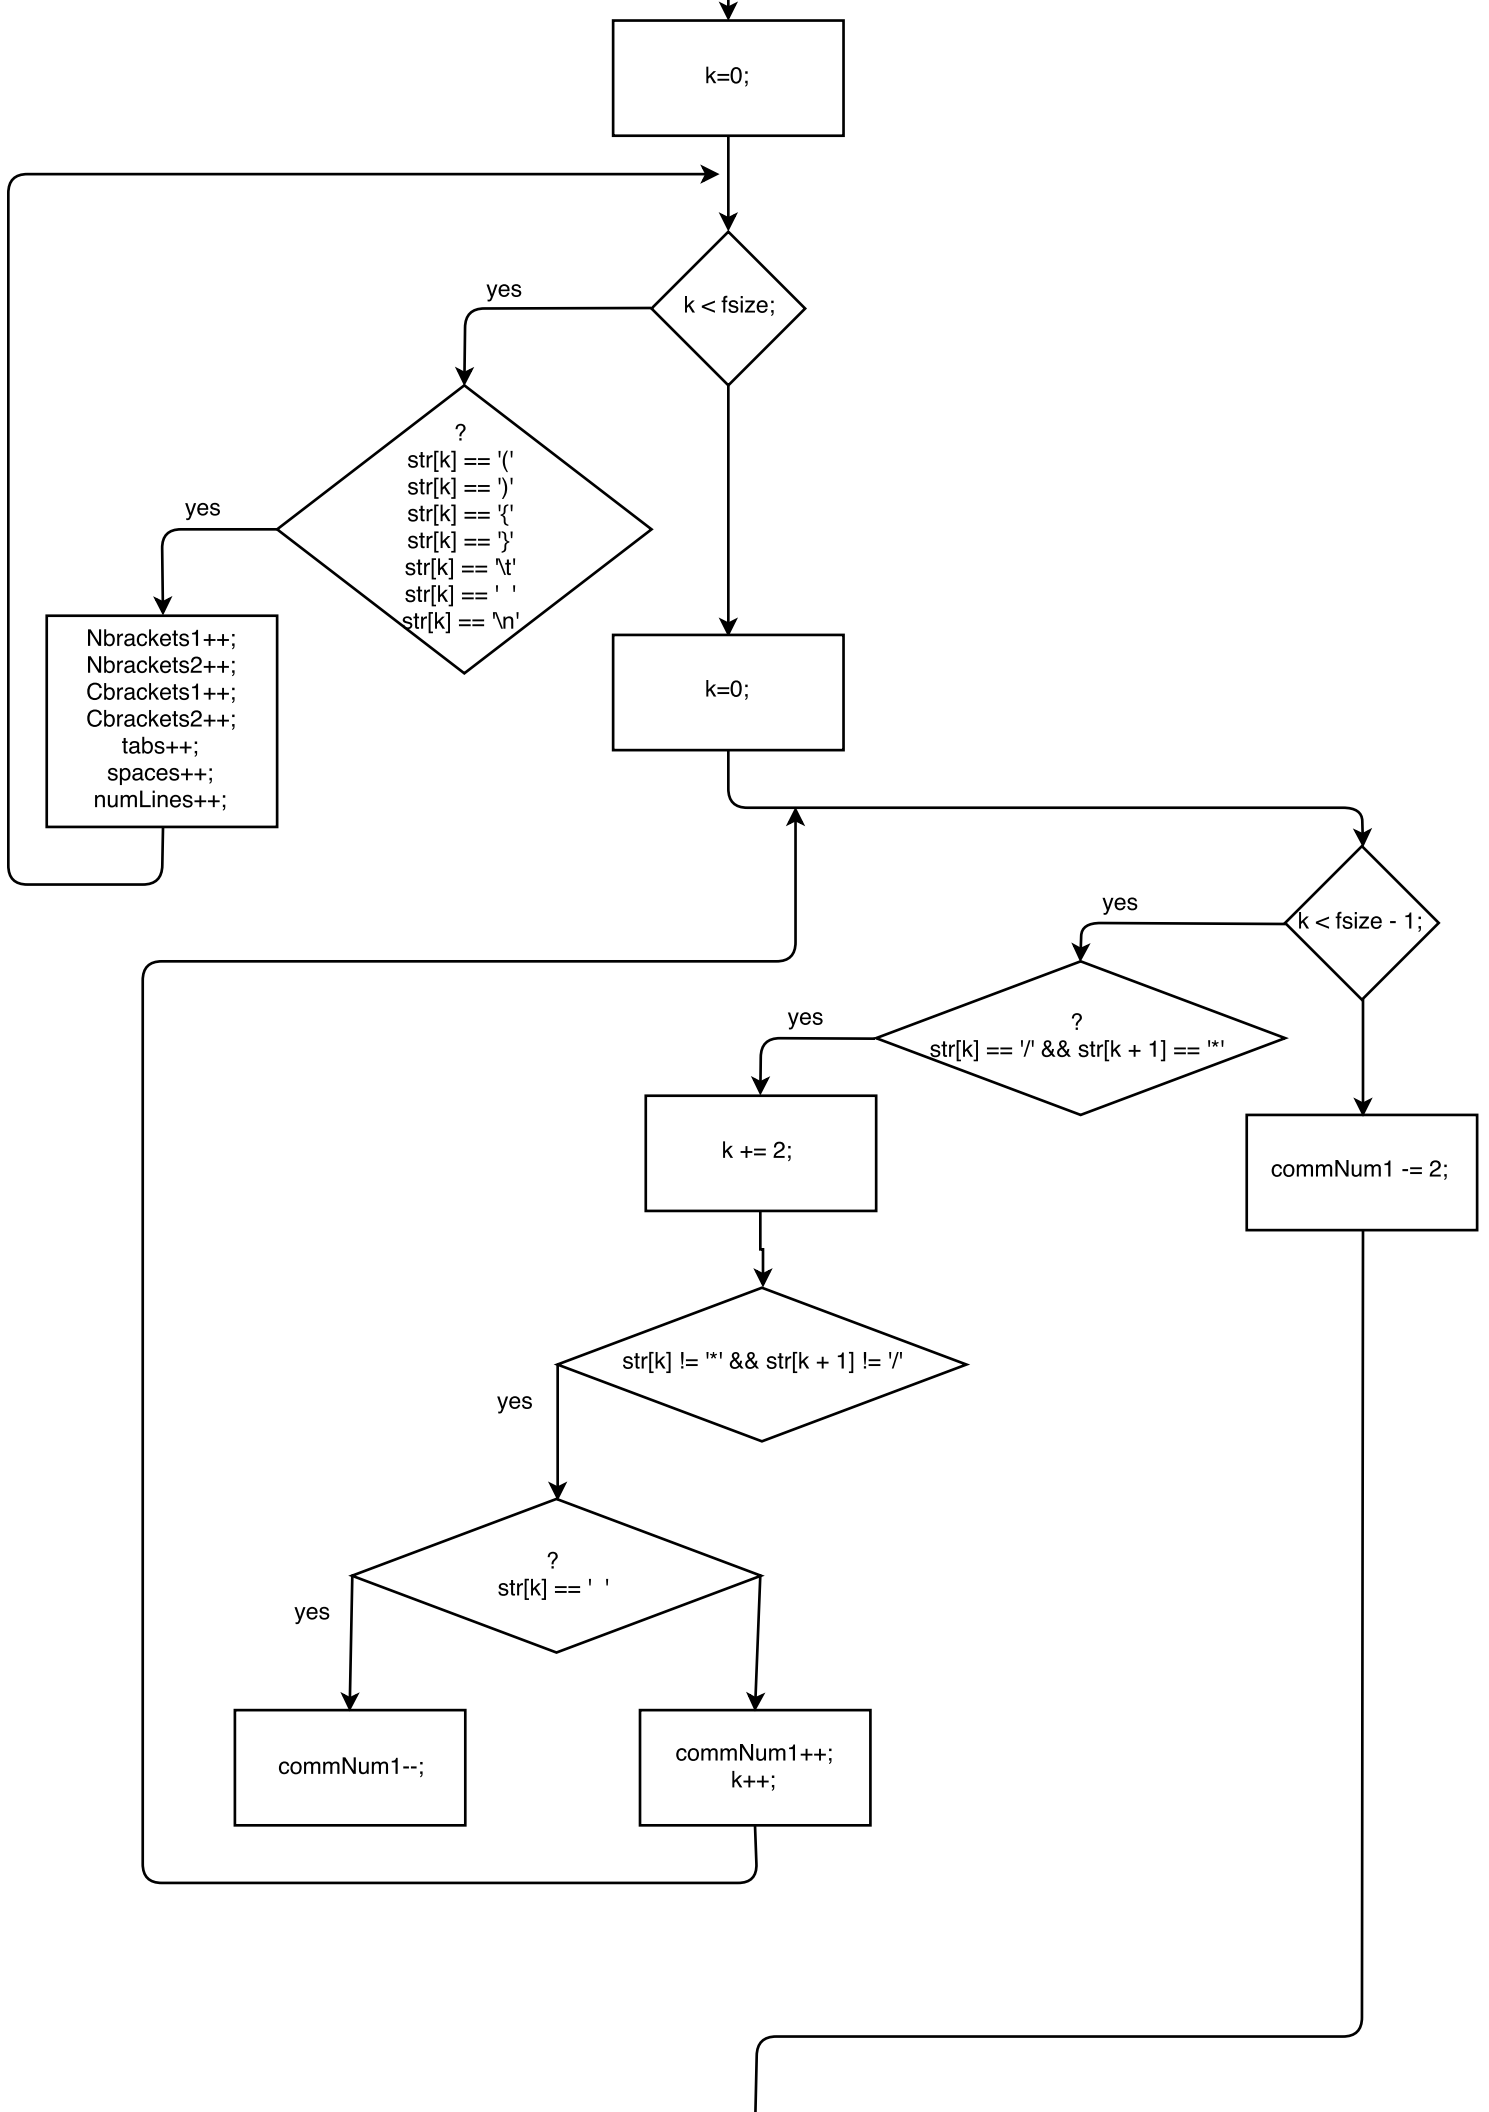 k=0;
k < fsize;
yes
?
str[k] == '('
str[k] == ')'
str[k] == '{'
str[k] == '}'
str[k] == '\t'
str[k] == '  '
str[k] == '\n'
yes
Nbrackets1++;
Nbrackets2++;
Cbrackets1++;
Cbrackets2++;
tabs++;
spaces++;
numLines++;
k=0;
k < fsize - 1;
yes
?
str[k] == '/' && str[k + 1] == '*'
yes
k += 2;
commNum1 -= 2;
str[k] != '*' && str[k + 1] != '/'
yes
?
str[k] == '  '
yes
commNum1--;
commNum1++;
k++;